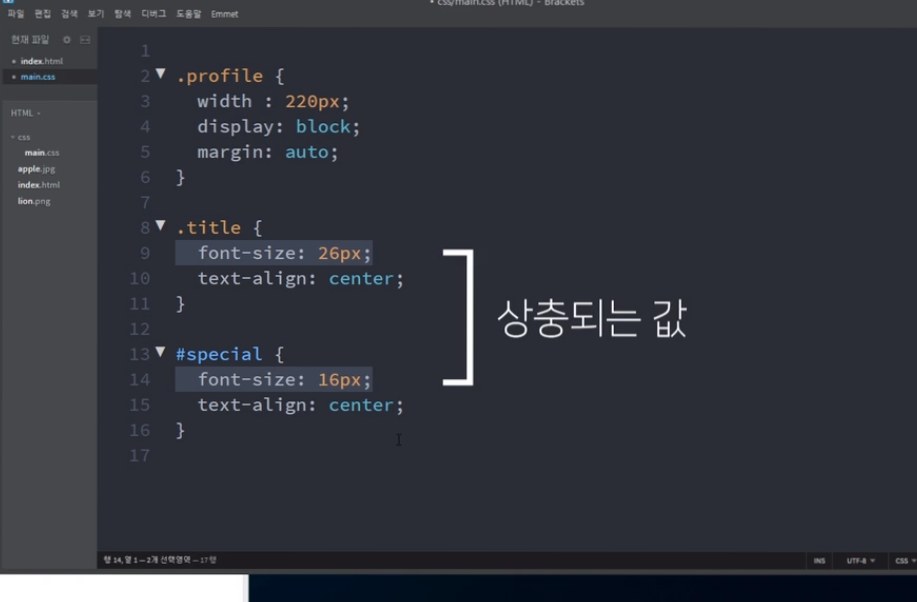 • css/main.css (HTML) - Brackets
파일 편집 검색 보기 탐색 디버그 도움말 Emmet
현재 파일
• index.html
• main.css
HTML
css
main.css
apple.jpg
index.html
lion.png
1
2 .profile {
3 width : 220px;
4 display: block;
5 margin: auto;
6 }
7
8 .title {
9 font-size: 26px;
10 text-align: center;
11 }
12
13 #special {
14 font-size: 16px;
15 text-align: center;
16 }
17
상충되는 값
행 14, 열 1 — 2개 선택영역 — 17행
INS UTF-8 CSS